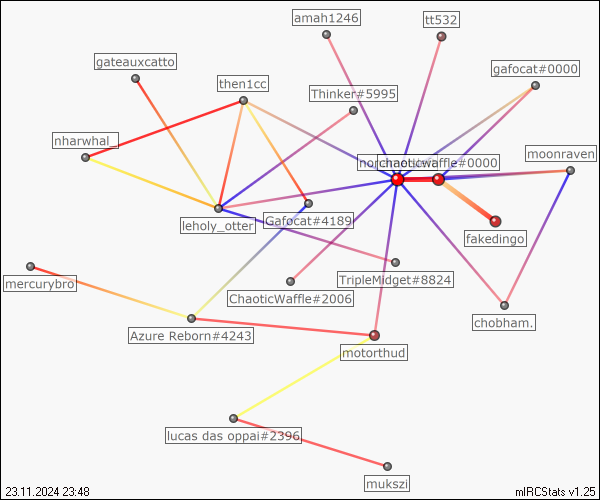 amah1246
tt532
gateauxcatto
gafocat#0000
then1cc
Thinker#5995
nharwhal_
chaoticwaffle#0000
moonraven
leholy_otter
Gafocat#4189
fakedingo
mercurybro
TripleMidget#8824
ChaoticWaffle#2006
chobham.
Azure Reborn#4243
motorthud
lucas das oppai#2396
mukszi
23.11.2024 23:48
mIRCStats v1.25